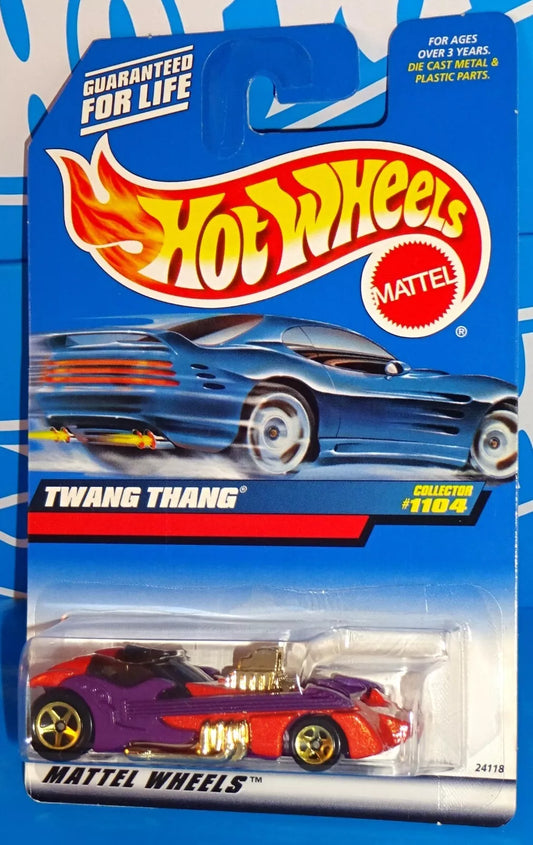 GUARANTEED
FOR LIFE
FOR AGES
OVER 3 YEARS.
DIE CAST METAL &
PLASTIC PARTS.
HOT WHEELS
MATTEL
®
TWANG THANG®
COLLECTOR
#1104
MATTEL WHEELS™
24118